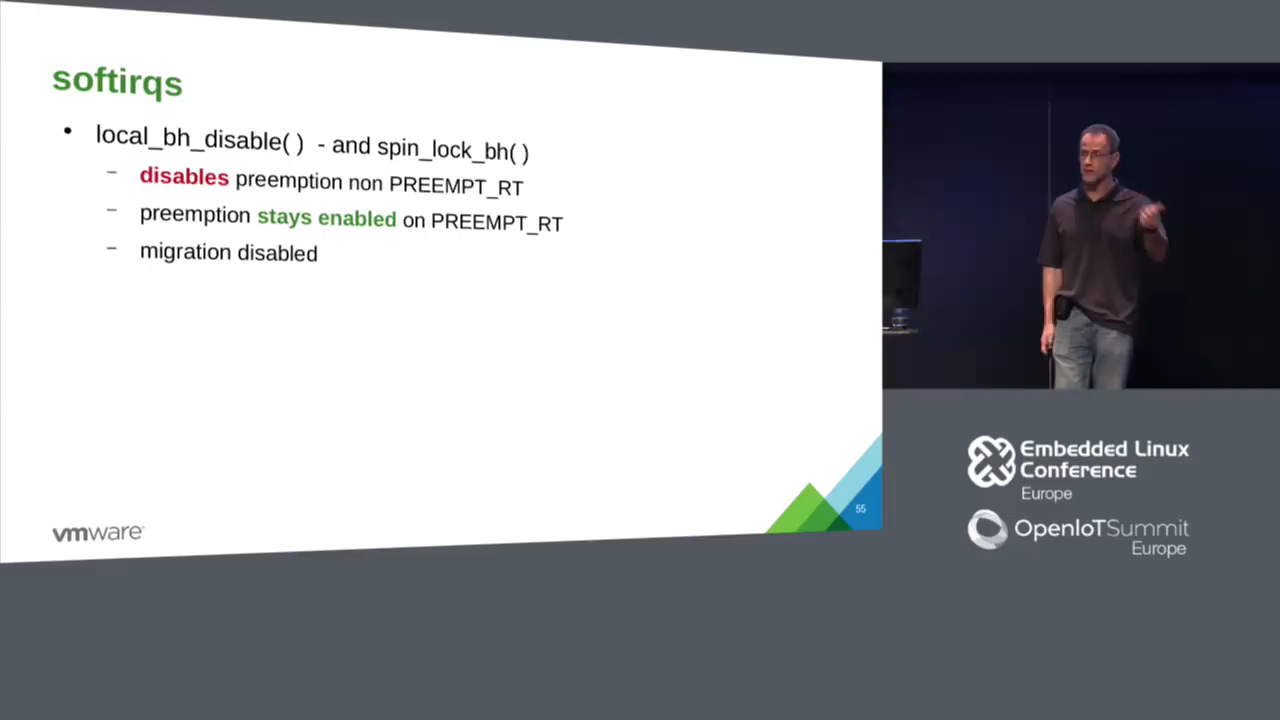 softirqs
• local_bh_disable( ) - and spin_lock_bh( )
– disables preemption non PREEMPT_RT
– preemption stays enabled on PREEMPT_RT
– migration disabled
55
vmware
Embedded Linux
Conference
Europe
OpenIoTSummit
Europe